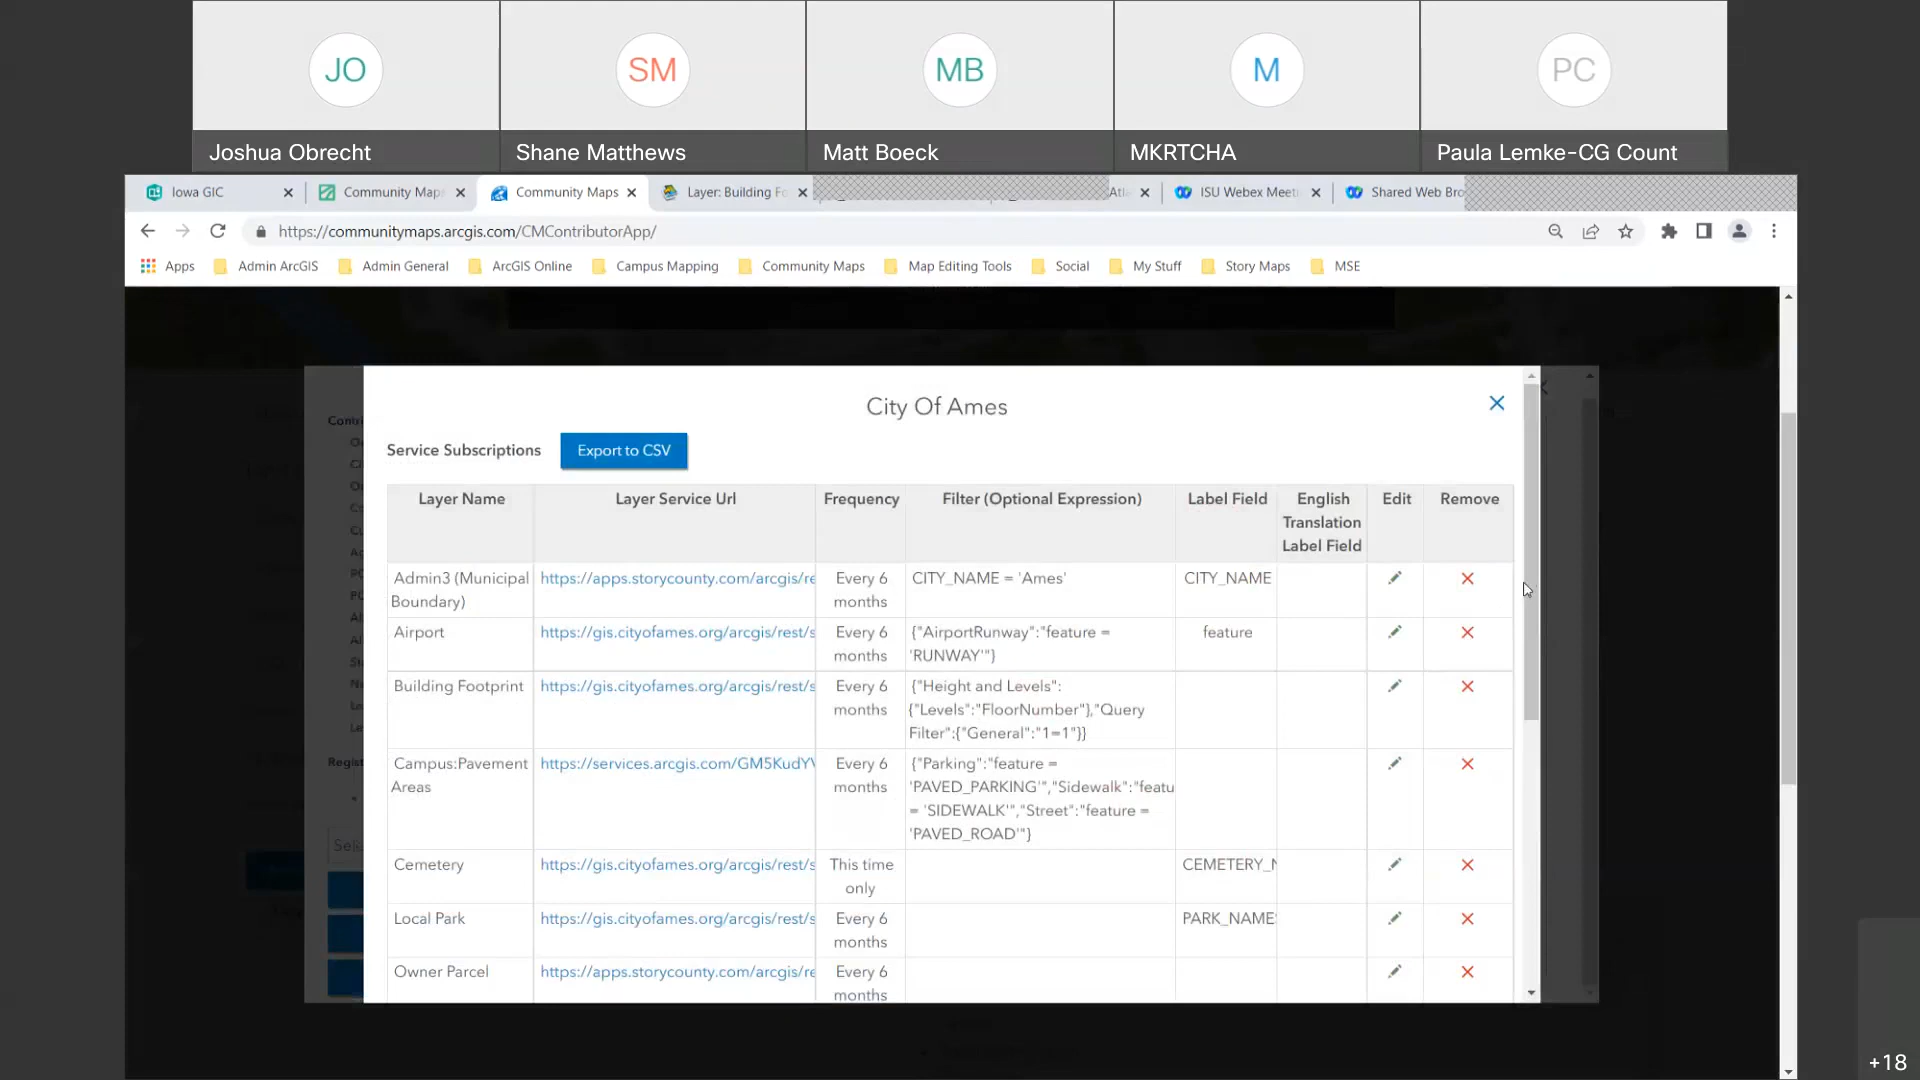 JO
SM
MB
M
PC
Joshua Obrecht
Shane Matthews
Matt Boeck
MKRTCHA
Paula Lemke-CG Count
Iowa GIC
Community Map
Community Maps
Layer: Building Fo
Atl
ISU Webex Meeti
Shared Web Bro
https://communitymaps.arcgis.com/CMContributorApp/
Apps
Admin ArcGIS
Admin General
ArcGIS Online
Campus Mapping
Community Maps
Map Editing Tools
Social
My Stuff
Story Maps
MSE
City Of Ames
Service Subscriptions
Export to CSV
Layer Name
Layer Service Url
Frequency
Filter (Optional Expression)
Label Field
English
Translation
Label Field
Edit
Remove
Admin3 (Municipal
Boundary)
https://apps.storycounty.com/arcgis/re
Every 6
months
CITY_NAME = 'Ames'
CITY_NAME
Airport
https://gis.cityofames.org/arcgis/rest/s
Every 6
months
{"AirportRunway":"feature =
'RUNWAY'"}
feature
Building Footprint
https://gis.cityofames.org/arcgis/rest/s
Every 6
months
{"Height and Levels":
{"Levels":"FloorNumber"},"Query
Filter":{"General":"1=1"}}
Campus:Pavement
Areas
https://services.arcgis.com/GM5KudYV
Every 6
months
{"Parking":"feature =
'PAVED_PARKING'","Sidewalk":"featu
= 'SIDEWALK'","Street":"feature =
'PAVED_ROAD'"}
Cemetery
https://gis.cityofames.org/arcgis/rest/s
This time
only
CEMETERY_N
Local Park
https://gis.cityofames.org/arcgis/rest/s
Every 6
months
PARK_NAMES
Owner Parcel
https://apps.storycounty.com/arcgis/re
Every 6
months
Contri
Regist
Sel
+18